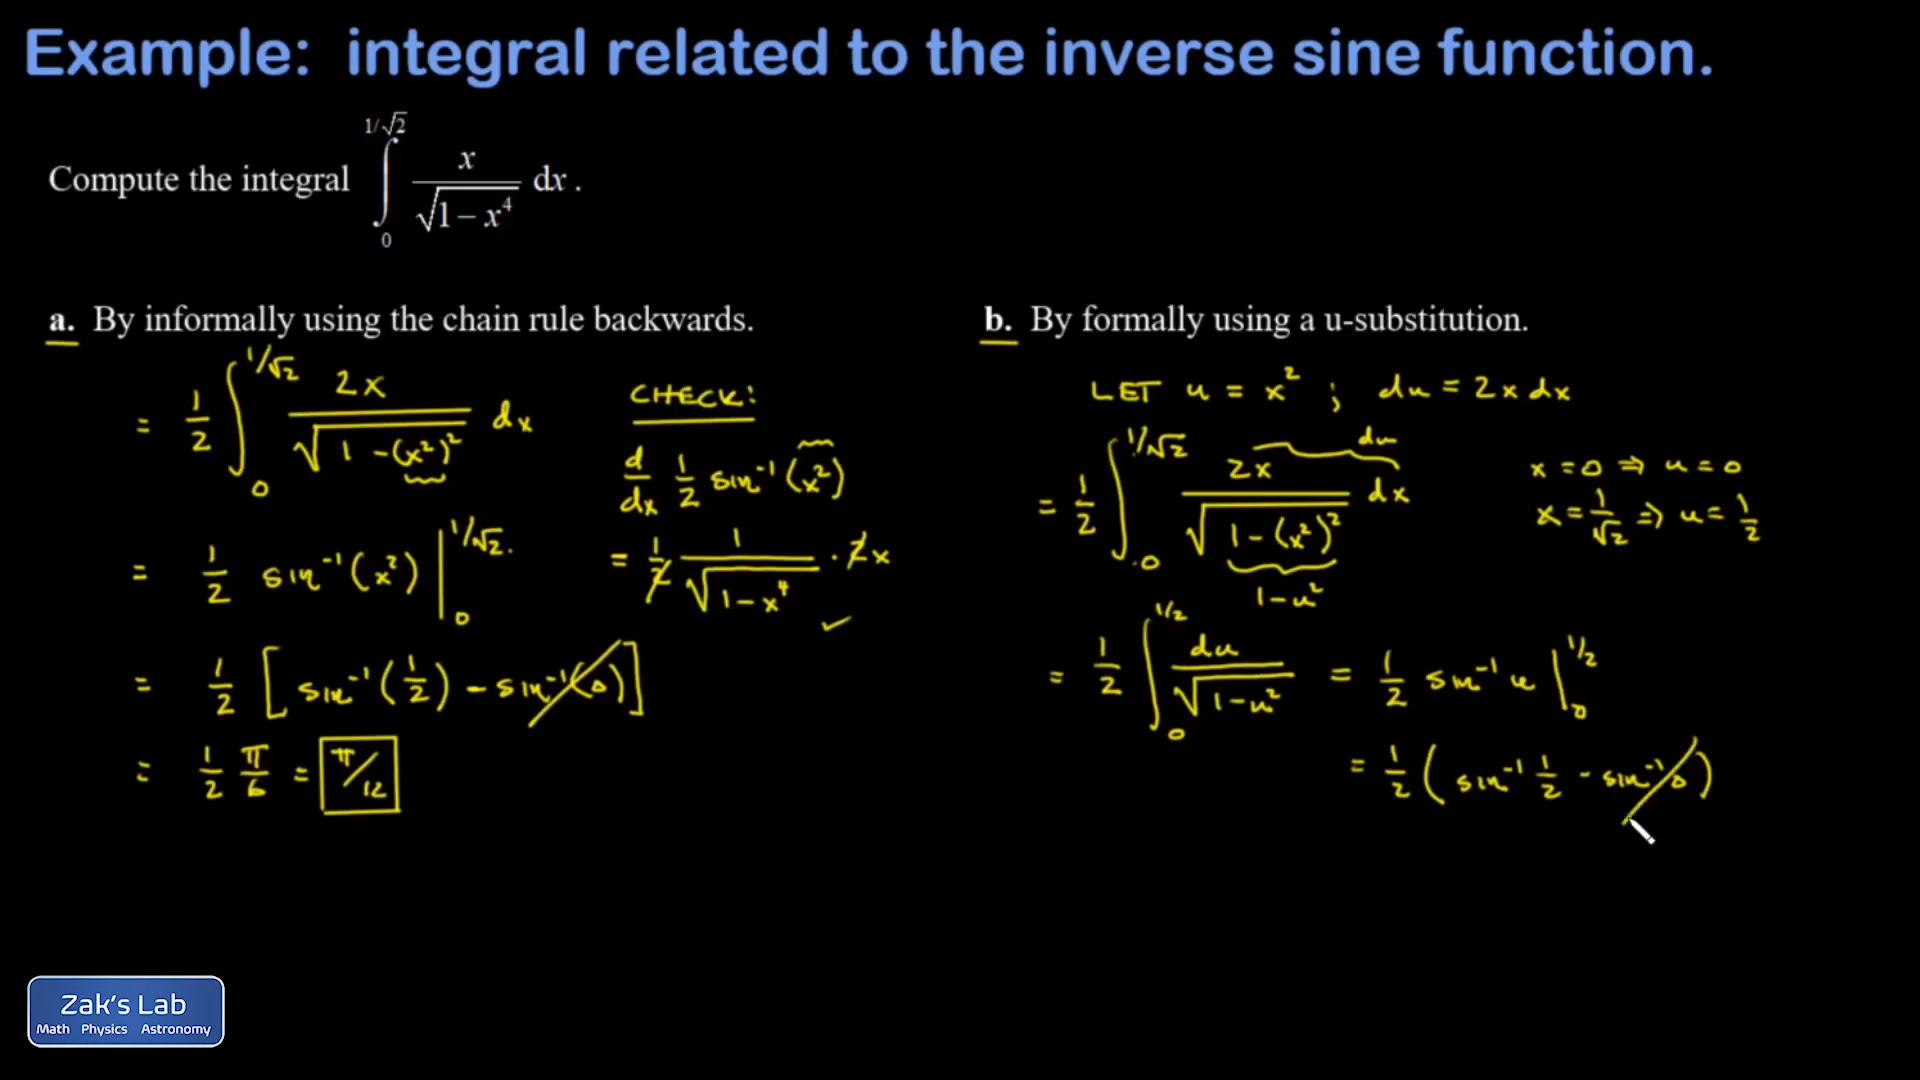 Example: integral related to the inverse sine function.
Compute the integral ∫₀^{1/√2} x/√(1−x⁴) dx.
a. By informally using the chain rule backwards.
= 1/2 ∫₀^{1/√2} 2x/√(1−(x²)²) dx
= 1/2 sin⁻¹(x²) |₀^{1/√2}.
= 1/2 [sin⁻¹(1/2) − sin⁻¹(0)]
= 1/2 π/6 = π/12
CHECK:
d/dx 1/2 sin⁻¹(x²)
= 1/2 1/√(1−x⁴) · 2x ✓
b. By formally using a u-substitution.
LET u = x² ; du = 2x dx
= 1/2 ∫₀^{1/√2} 2x/√(1−(x²)²) dx
du
1−u²
x = 0 ⇒ u = 0
x = 1/√2 ⇒ u = 1/2
= 1/2 ∫₀^{1/2} du/√(1−u²) = 1/2 sin⁻¹ u |₀^{1/2}
= 1/2 (sin⁻¹ 1/2 − sin⁻¹ 0)
Zak's Lab
Math Physics Astronomy